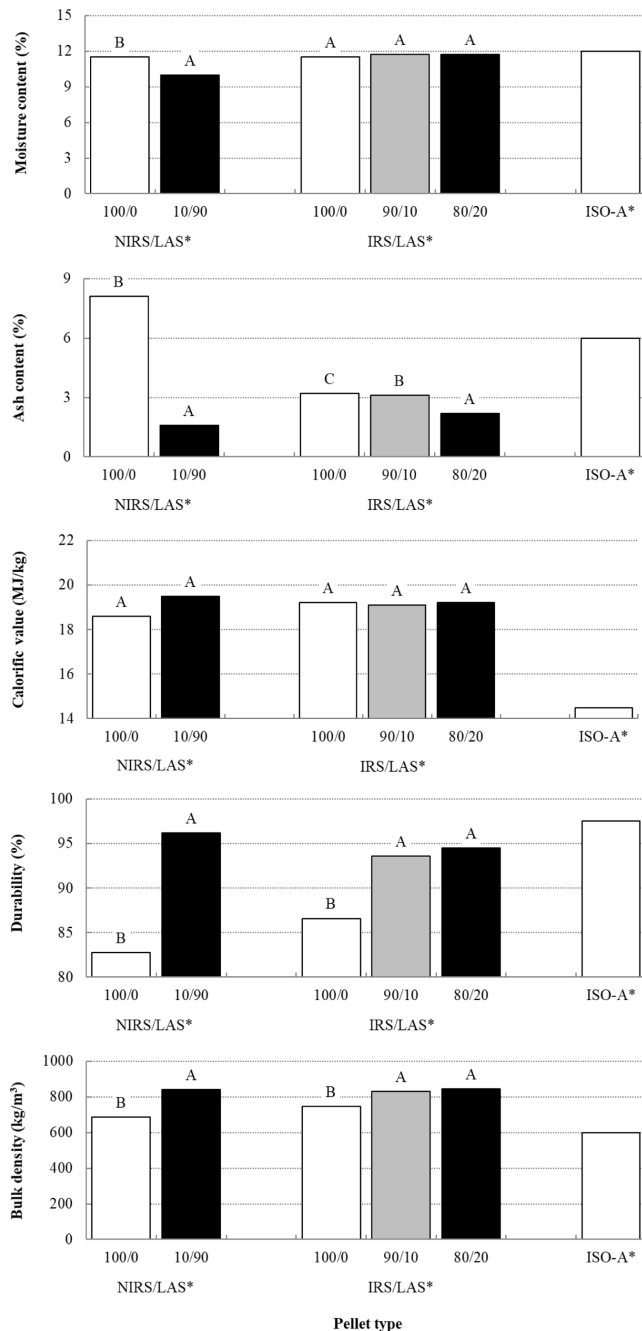 Moisture content (%)
15
12
9
6
3
0
B
A
A
A
A
100/0 10/90 100/0 90/10 80/20 ISO-A*
NIRS/LAS* IRS/LAS*
Ash content (%)
9
6
3
0
B
A
C
B
A
100/0 10/90 100/0 90/10 80/20 ISO-A*
NIRS/LAS* IRS/LAS*
Calorific value (MJ/kg)
22
20
18
16
14
A
A
A
A
A
100/0 10/90 100/0 90/10 80/20 ISO-A*
NIRS/LAS* IRS/LAS*
Durability (%)
100
95
90
85
80
B
A
B
A
A
100/0 10/90 100/0 90/10 80/20 ISO-A*
NIRS/LAS* IRS/LAS*
Bulk density (kg/m³)
1000
800
600
400
200
0
B
A
B
A
A
100/0 10/90 100/0 90/10 80/20 ISO-A*
NIRS/LAS* IRS/LAS*
Pellet type